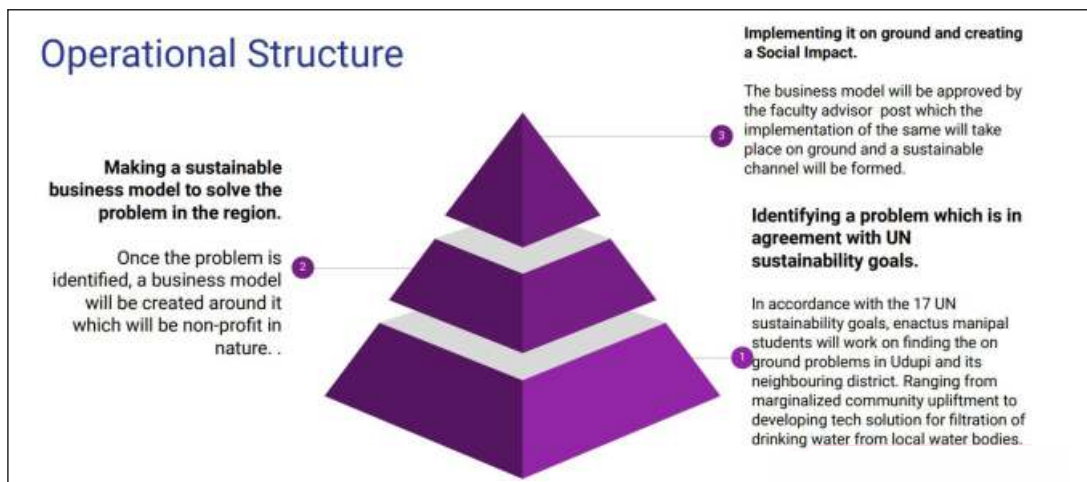 Operational Structure
Implementing it on ground and creating
a Social Impact.
The business model will be approved by
the faculty advisor post which the
implementation of the same will take
place on ground and a sustainable
channel will be formed.
3
Making a sustainable
business model to solve the
problem in the region.
Once the problem is
identified, a business model
will be created around it
which will be non-profit in
nature. .
2
Identifying a problem which is in
agreement with UN
sustainability goals.
In accordance with the 17 UN
sustainability goals, enactus manipal
students will work on finding the on
ground problems in Udupi and its
neighbouring district. Ranging from
marginalized community upliftment to
developing tech solution for filtration of
drinking water from local water bodies.
1